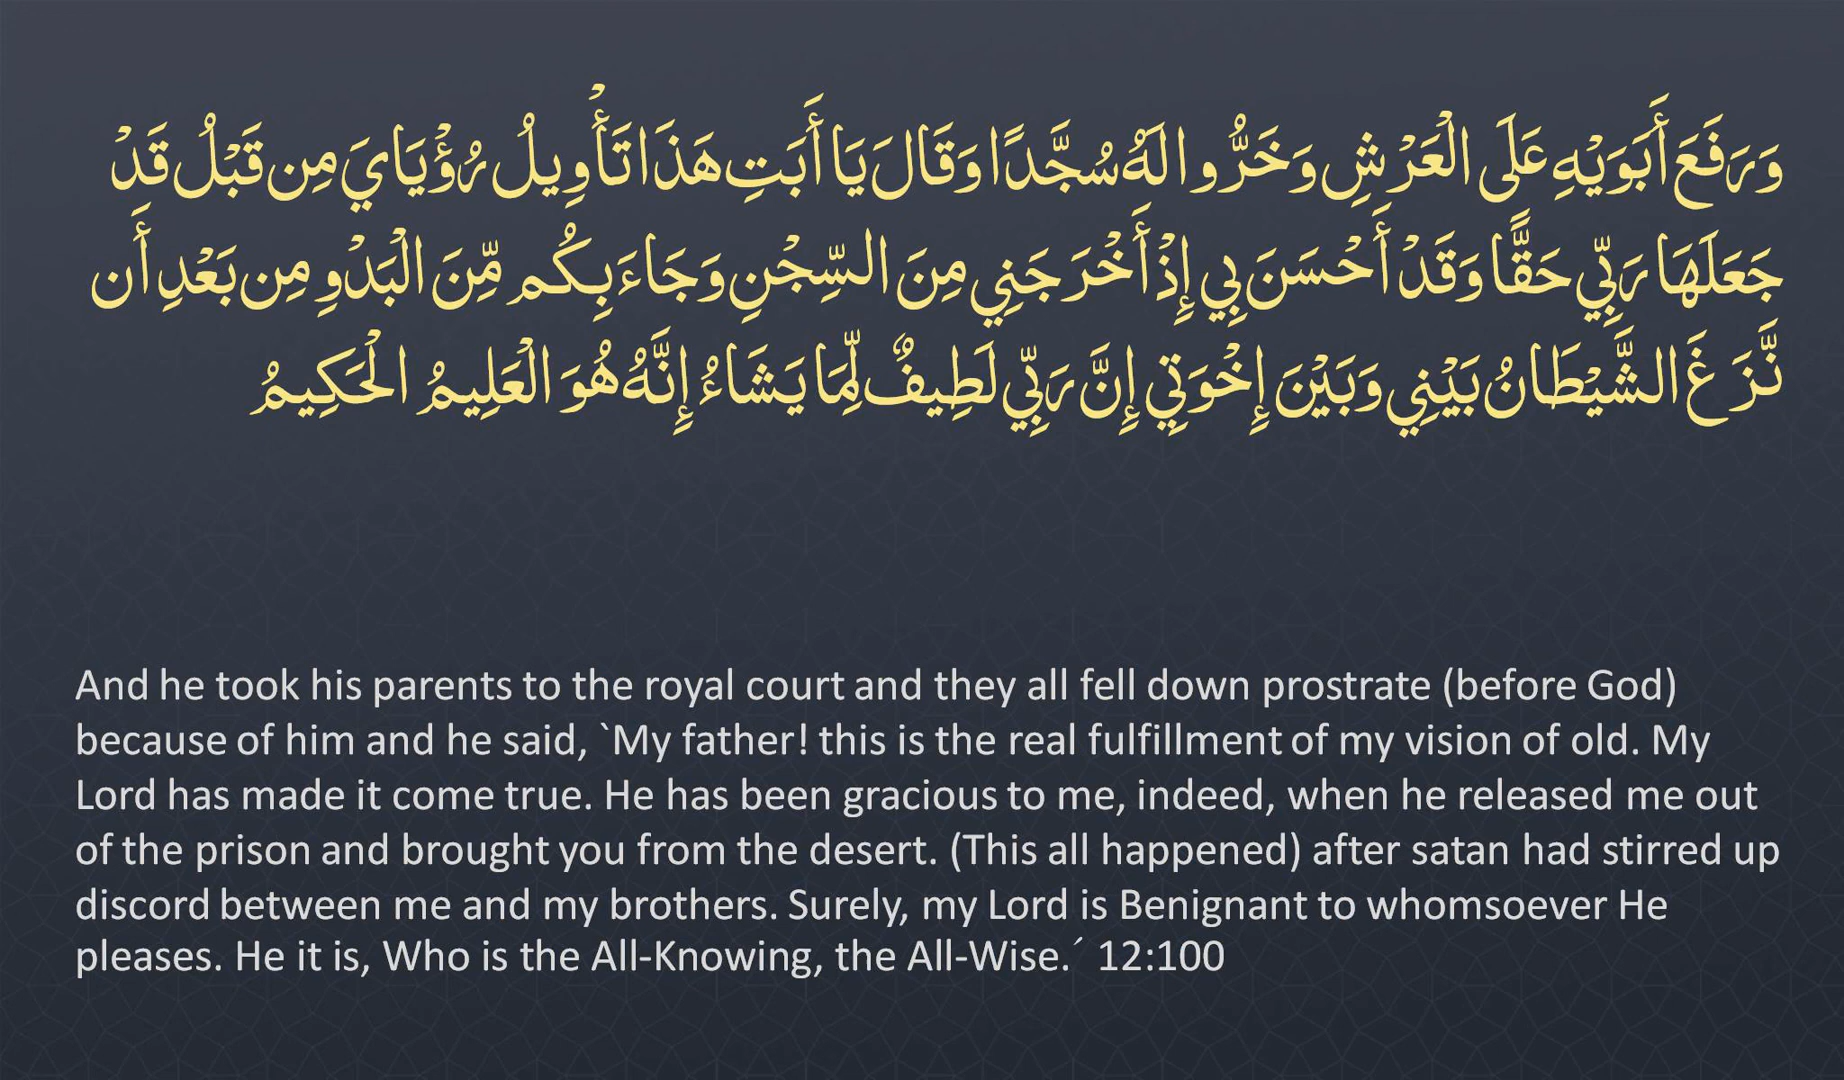 وَرَفَعَ أَبَوَيْهِ عَلَى الْعَرْشِ وَخَرُّوا لَهُ سُجَّدًا وَقَالَ يَا أَبَتِ هَذَا تَأْوِيلُ رُؤْيَايَ مِن قَبْلُ قَدْ
جَعَلَهَا رَبِّي حَقًّا وَقَدْ أَحْسَنَ بِي إِذْ أَخْرَجَنِي مِنَ السِّجْنِ وَجَاءَ بِكُم مِّنَ الْبَدْوِ مِن بَعْدِ أَن
نَّزَغَ الشَّيْطَانُ بَيْنِي وَبَيْنَ إِخْوَتِي إِنَّ رَبِّي لَطِيفٌ لِّمَا يَشَاءُ إِنَّهُ هُوَ الْعَلِيمُ الْحَكِيمُ
And he took his parents to the royal court and they all fell down prostrate (before God)
because of him and he said, `My father! this is the real fulfillment of my vision of old. My
Lord has made it come true. He has been gracious to me, indeed, when he released me out
of the prison and brought you from the desert. (This all happened) after satan had stirred up
discord between me and my brothers. Surely, my Lord is Benignant to whomsoever He
pleases. He it is, Who is the All-Knowing, the All-Wise.´ 12:100